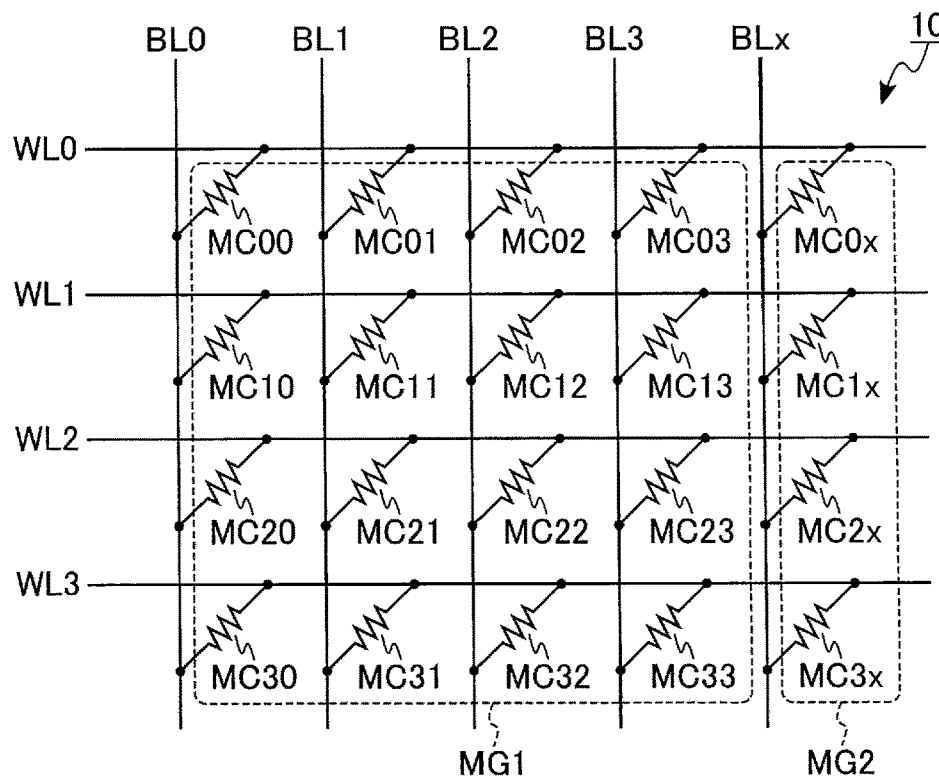 10
BL0 BL1 BL2 BL3 BLx
WL0
MC00 MC01 MC02 MC03 MC0x
WL1
MC10 MC11 MC12 MC13 MC1x
WL2
MC20 MC21 MC22 MC23 MC2x
WL3
MC30 MC31 MC32 MC33 MC3x
MG1 MG2